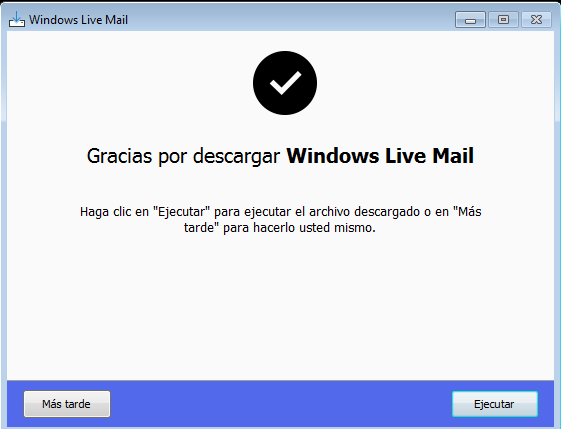 Windows Live Mail
Gracias por descargar Windows Live Mail
Haga clic en "Ejecutar" para ejecutar el archivo descargado o en "Más
tarde" para hacerlo usted mismo.
Más tarde
Ejecutar